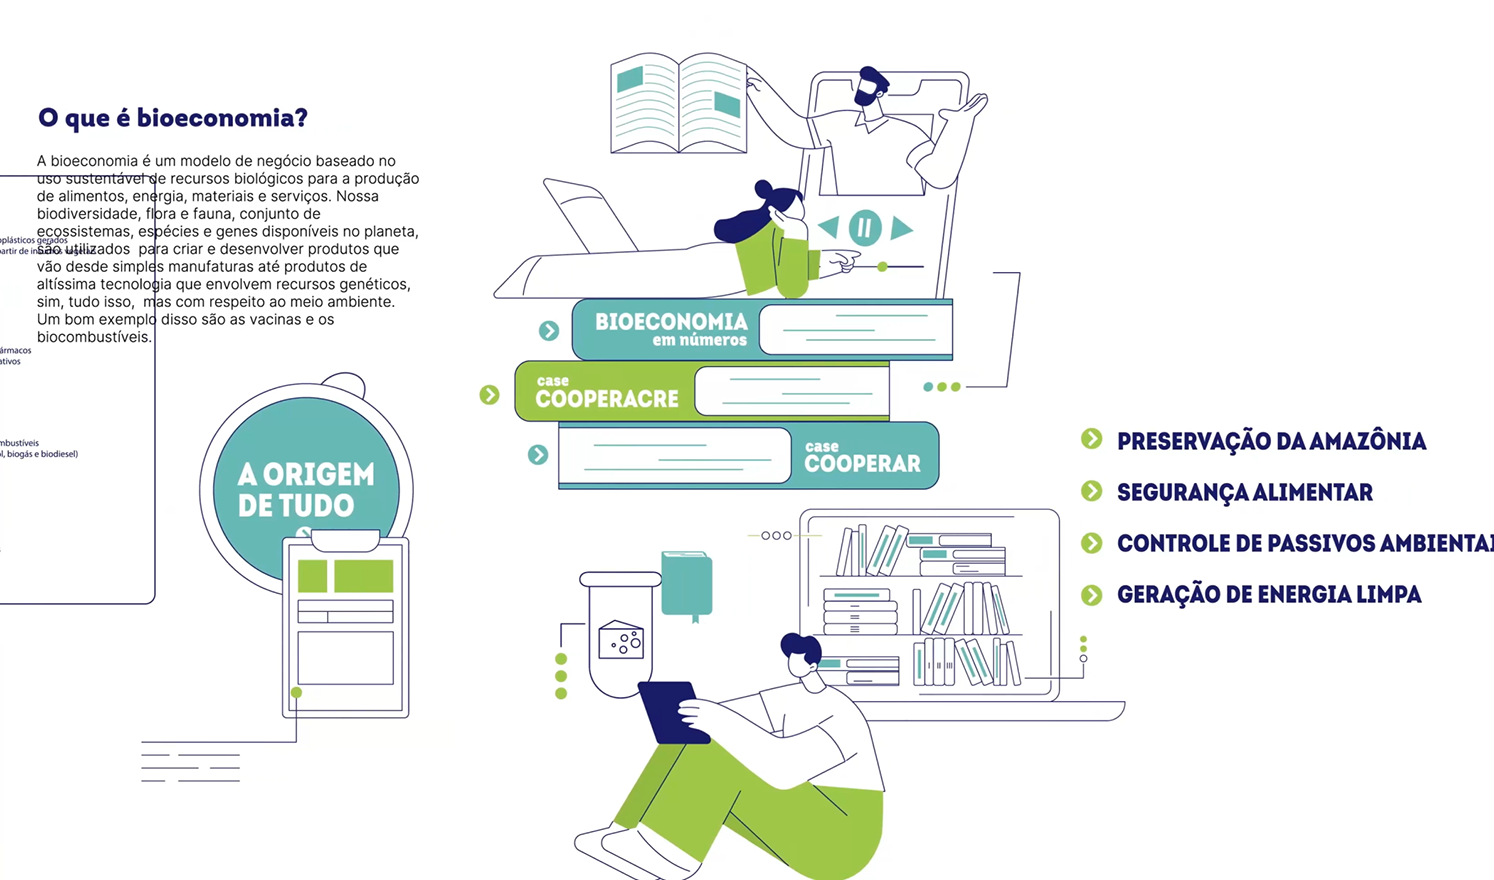 O que é bioeconomia?
A bioeconomia é um modelo de negócio baseado no
uso sustentável de recursos biológicos para a produção
de alimentos, energia, materiais e serviços. Nossa
biodiversidade, flora e fauna, conjunto de
ecossistemas, espécies e genes disponíveis no planeta,
são utilizados para criar e desenvolver produtos que
vão desde simples manufaturas até produtos de
altíssima tecnologia que envolvem recursos genéticos,
sim, tudo isso, mas com respeito ao meio ambiente.
Um bom exemplo disso são as vacinas e os
biocombustíveis.
oplásticos gerados
partir de insumos vegetais
ármacos
ativos
mbustíveis
ol, biogás e biodiesel)
A ORIGEM
DE TUDO
BIOECONOMIA
em números
case
COOPERACRE
case
COOPERAR
PRESERVAÇÃO DA AMAZÔNIA
SEGURANÇA ALIMENTAR
CONTROLE DE PASSIVOS AMBIENTAI
GERAÇÃO DE ENERGIA LIMPA